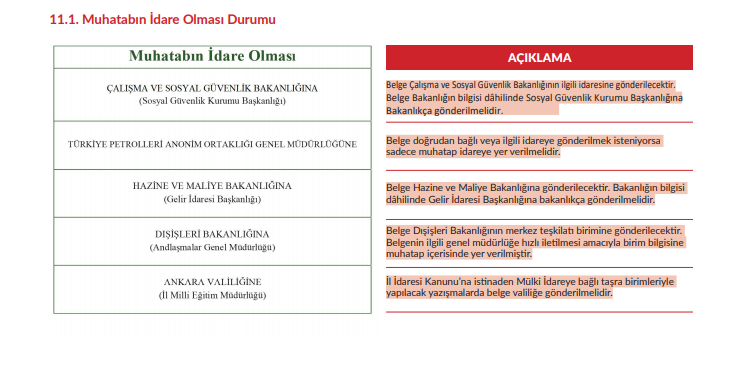 11.1. Muhatabın İdare Olması Durumu
Muhatabın İdare Olması
AÇIKLAMA
ÇALIŞMA VE SOSYAL GÜVENLİK BAKANLIĞINA
(Sosyal Güvenlik Kurumu Başkanlığı)
Belge Çalışma ve Sosyal Güvenlik Bakanlığının ilgili idaresine gönderilecektir.
Belge Bakanlığın bilgisi dâhilinde Sosyal Güvenlik Kurumu Başkanlığına
Bakanlıkça gönderilmelidir.
TÜRKİYE PETROLLERİ ANONİM ORTAKLIĞI GENEL MÜDÜRLÜĞÜNE
Belge doğrudan bağlı veya ilgili idareye gönderilmek isteniyorsa
sadece muhatap idareye yer verilmelidir.
HAZİNE VE MALİYE BAKANLIĞINA
(Gelir İdaresi Başkanlığı)
Belge Hazine ve Maliye Bakanlığına gönderilecektir. Bakanlığın bilgisi
dâhilinde Gelir İdaresi Başkanlığına bakanlıkça gönderilmelidir.
DIŞİŞLERİ BAKANLIĞINA
(Andlaşmalar Genel Müdürlüğü)
Belge Dışişleri Bakanlığının merkez teşkilatı birimine gönderilecektir.
Belgenin ilgili genel müdürlüğe hızlı iletilmesi amacıyla birim bilgisine
muhatap içerisinde yer verilmiştir.
ANKARA VALİLİĞİNE
(İl Milli Eğitim Müdürlüğü)
İl İdaresi Kanunu'na istinaden Mülki İdareye bağlı taşra birimleriyle
yapılacak yazışmalarda belge valiliğe gönderilmelidir.